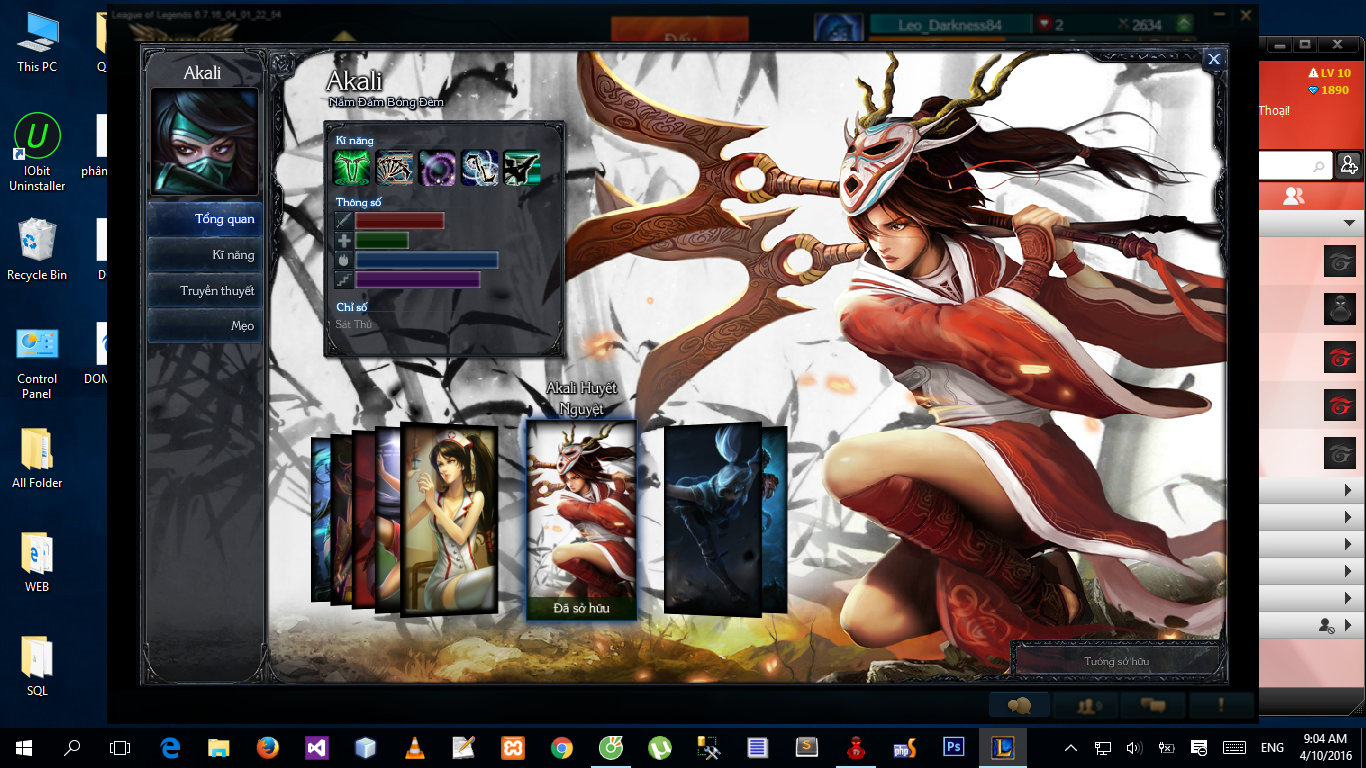 League of Legends 6.7.16_04_01_22_54
Leo_Darkness84
2
2634
Đấu
This PC
IObit Uninstaller
Recycle Bin
Control Panel
All Folder
WEB
SQL
Akali
Tổng quan
Kĩ năng
Truyền thuyết
Mẹo
Akali
Nắm Đấm Bóng Đêm
Kĩ năng
Thông số
Chỉ số
Sát Thủ
Akali Huyết
Nguyệt
Đã sở hữu
Tướng sở hữu
LV 10
1890
Thoại!
ENG
9:04 AM
4/10/2016